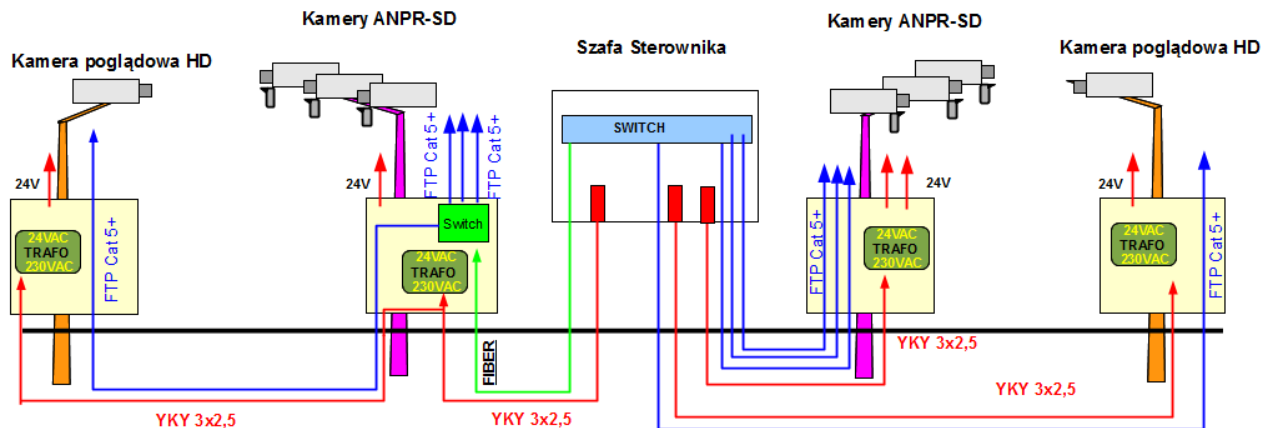 Kamery ANPR-SD
Kamery ANPR-SD
Kamera poglądowa HD
Szafa Sterownika
Kamera poglądowa HD
SWITCH
FTP Cat 5+
FTP Cat 5+
24V
24V
24V
24V
Switch
24VAC
TRAFO
230VAC
FTP Cat 5+
24VAC
TRAFO
230VAC
FTP Cat 5+
24VAC
TRAFO
230VAC
24VAC
TRAFO
230VAC
FTP Cat 5+
FIBER
YKY 3x2,5
YKY 3x2,5
YKY 3x2,5
YKY 3x2,5